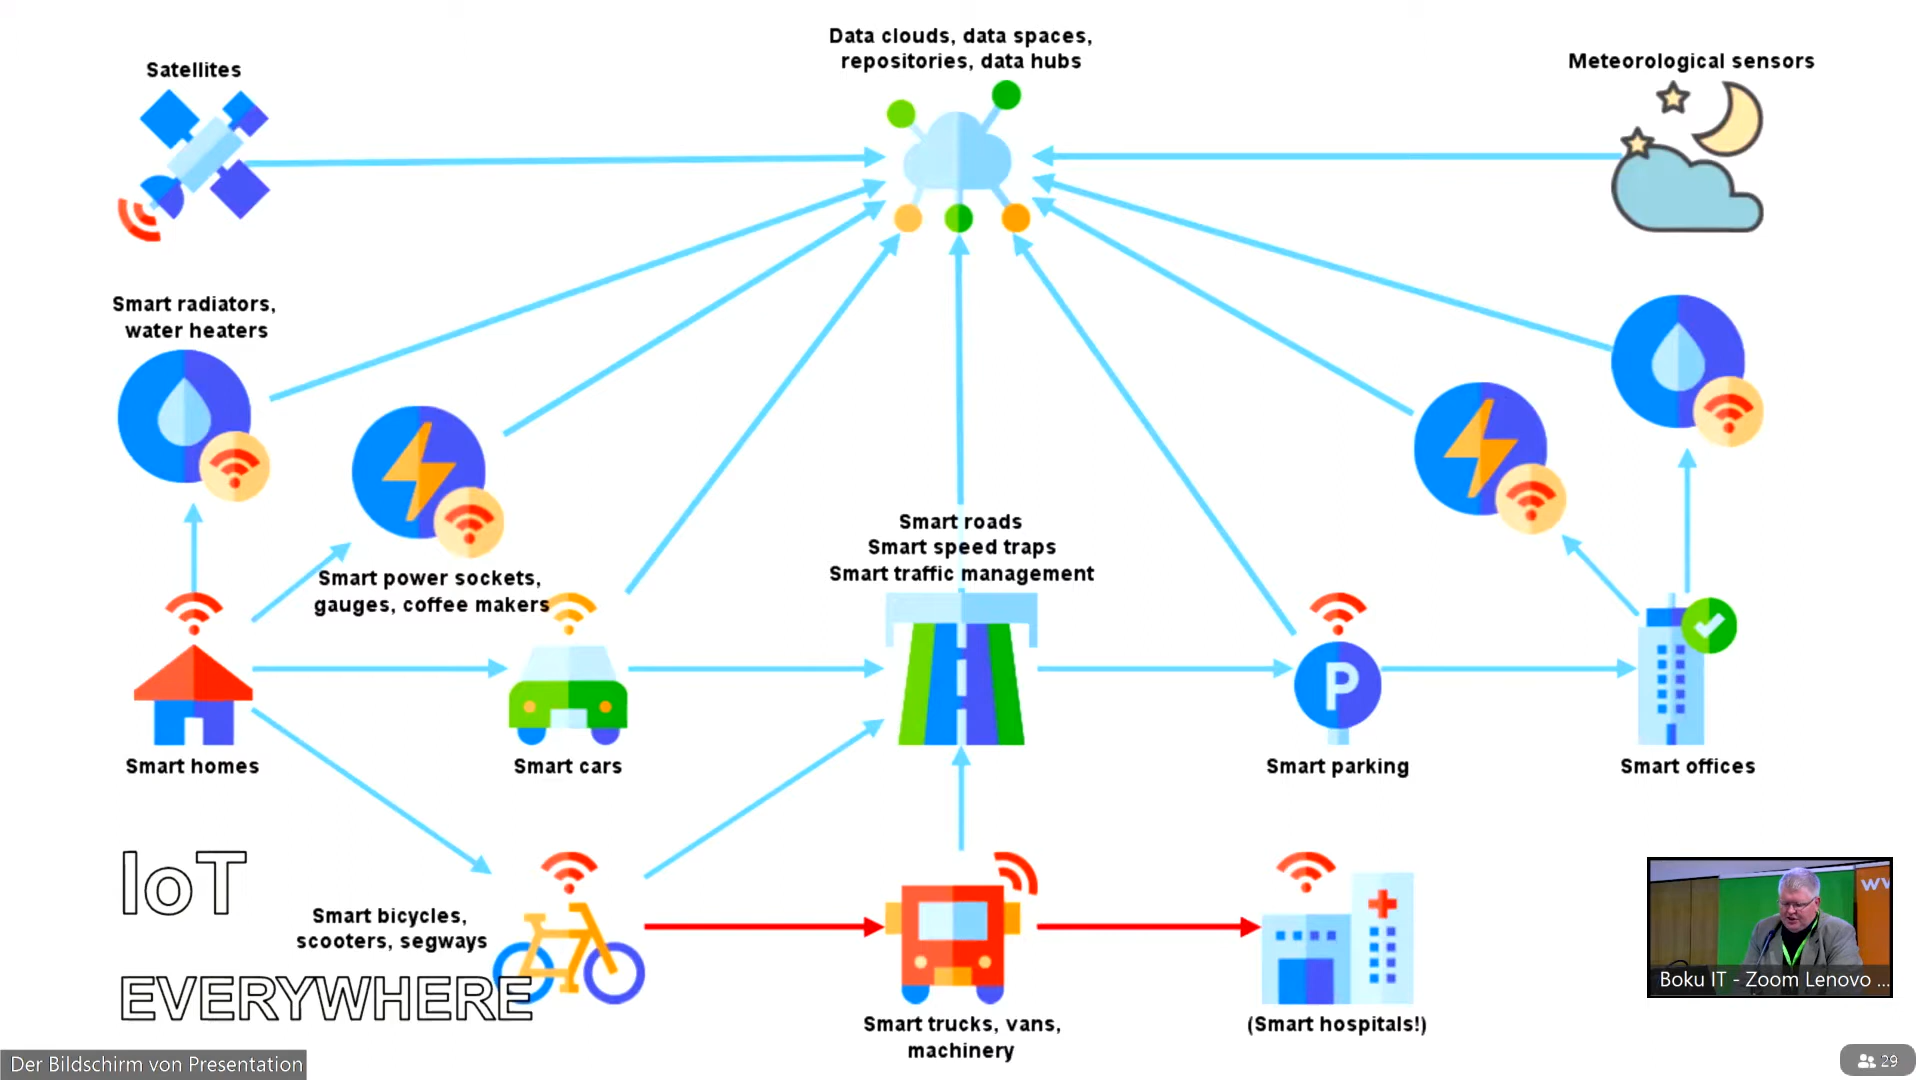 Data clouds, data spaces,
repositories, data hubs
Satellites
Meteorological sensors
Smart radiators,
water heaters
Smart roads
Smart speed traps
Smart traffic management
Smart power sockets,
gauges, coffee makers
P
Smart homes
Smart cars
Smart parking
Smart offices
IoT
EVERYWHERE
Smart bicycles,
scooters, segways
Smart trucks, vans,
machinery
(Smart hospitals!)
ww
Boku IT - Zoom Lenovo ...
Der Bildschirm von Presentation
29